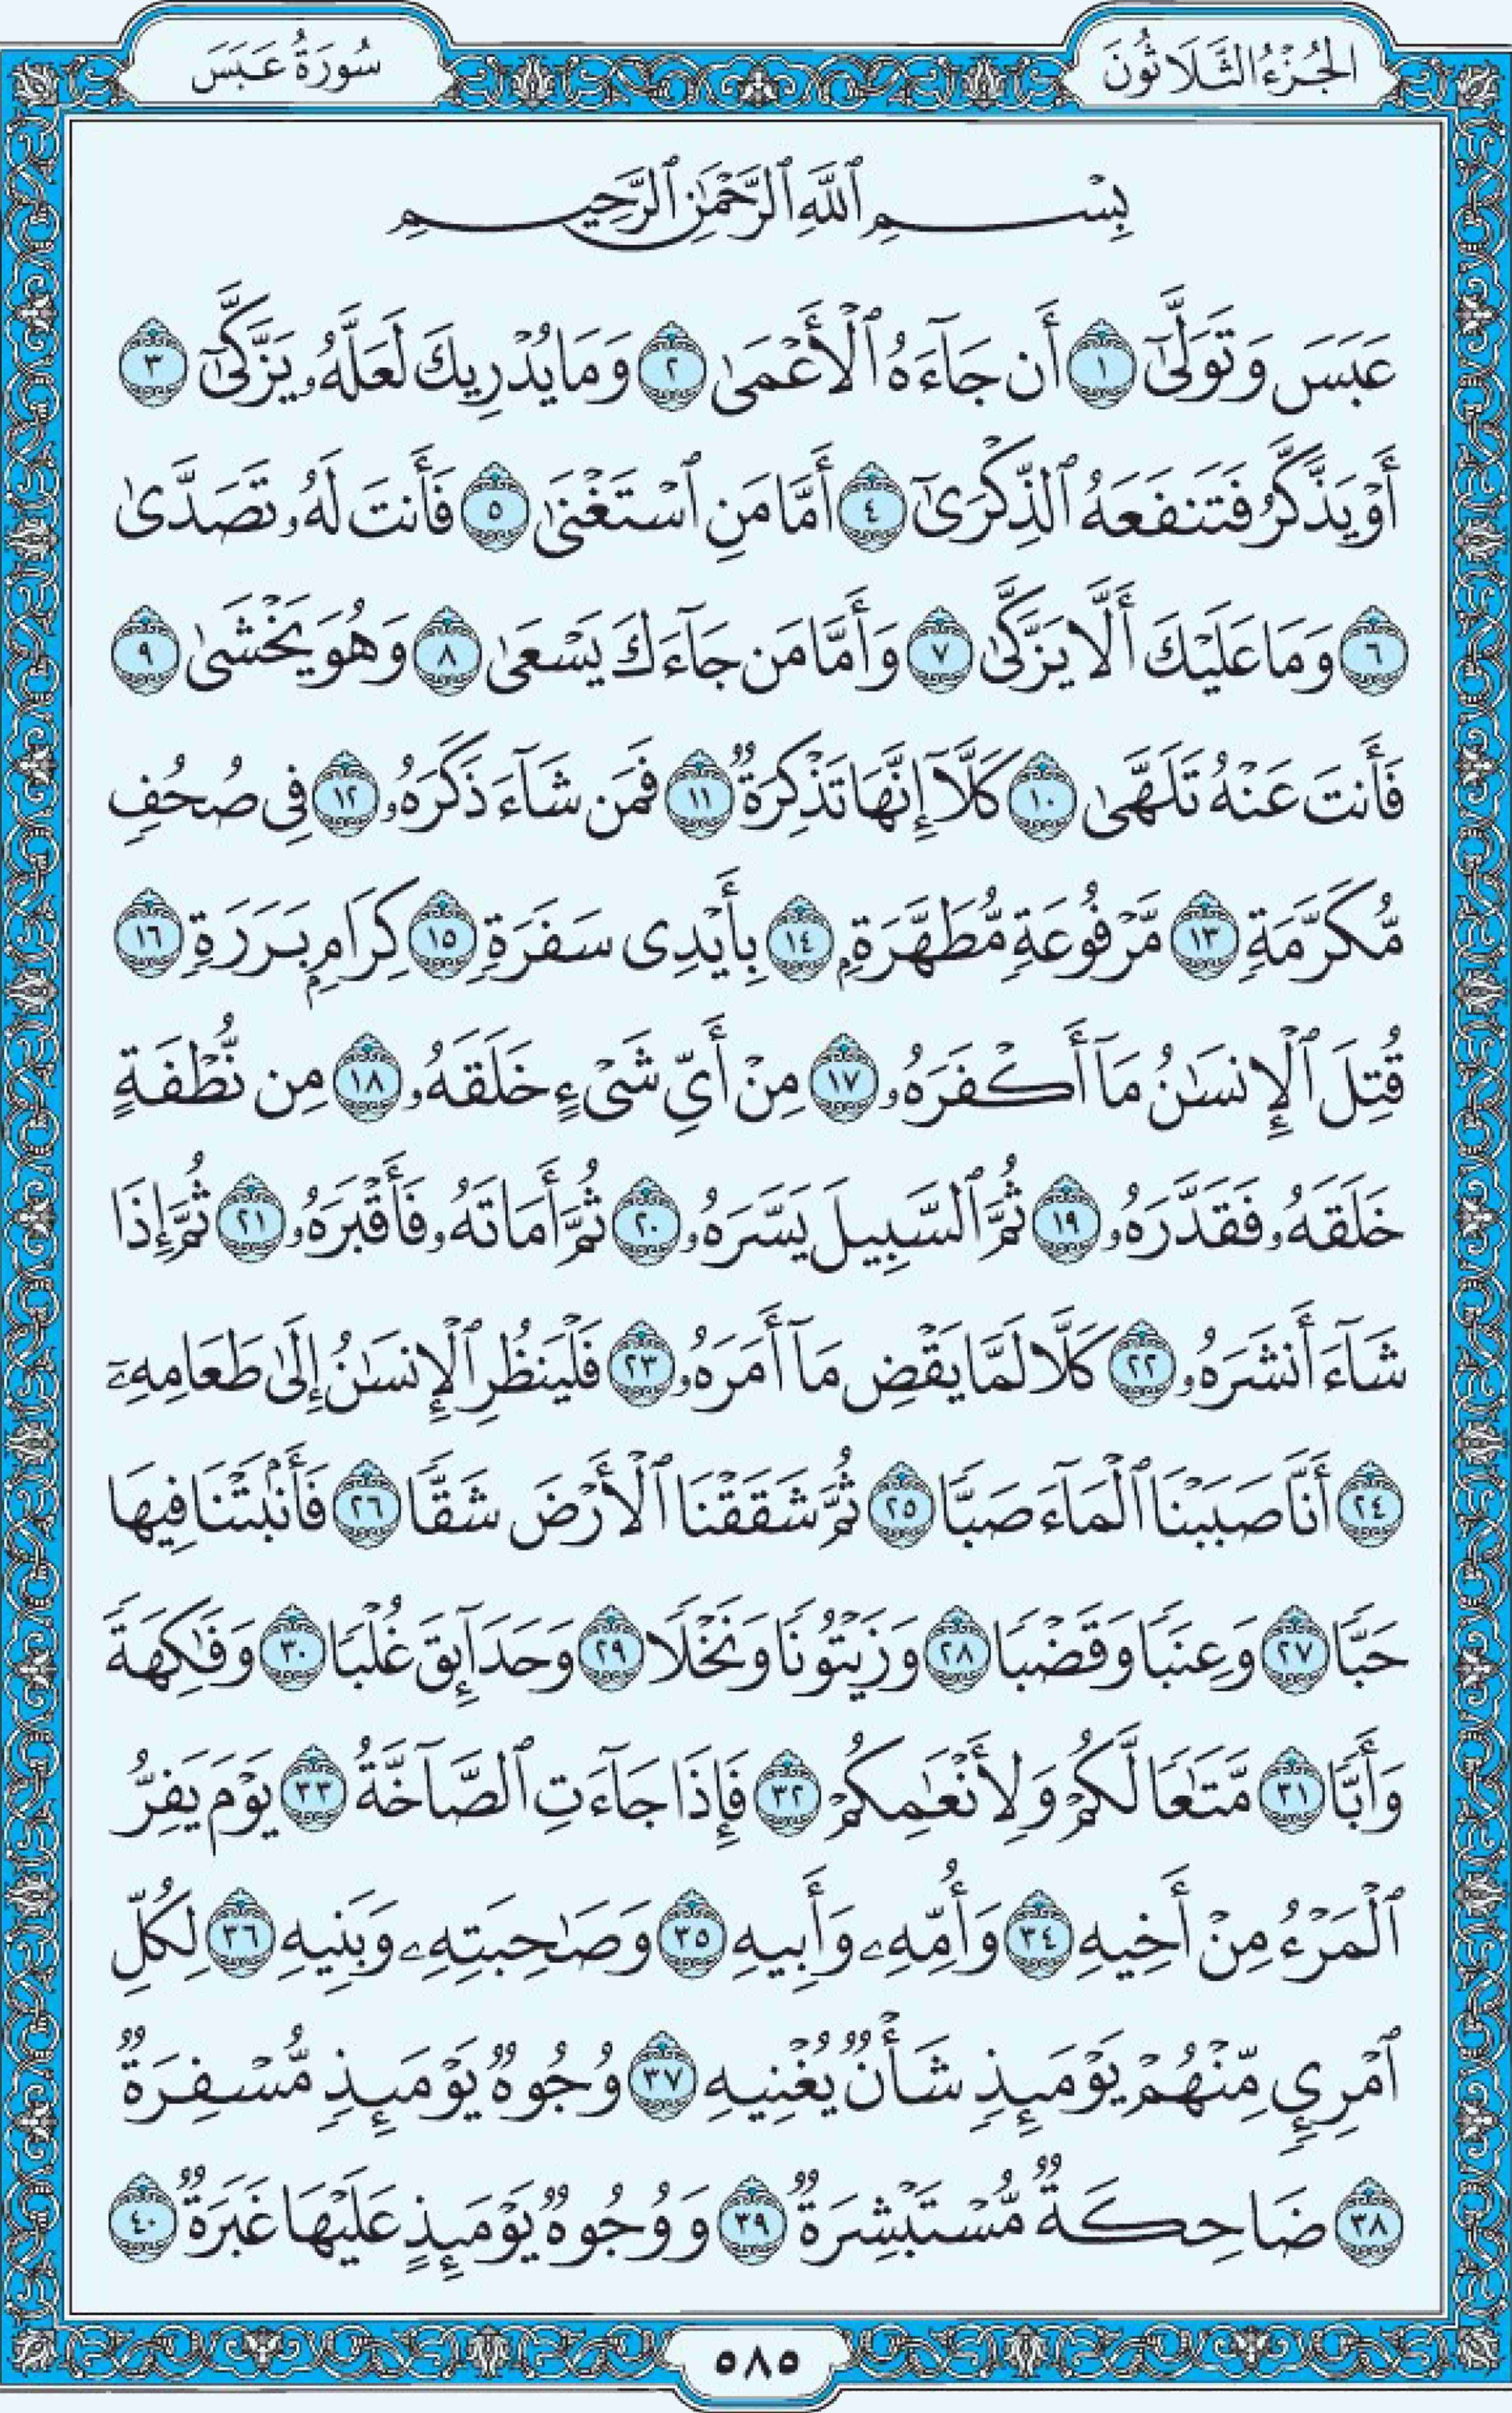 الجُزْءُ الثَّلَاثُونَ
سُورَةُ عَبَسَ
بِسْمِ ٱللَّهِ ٱلرَّحْمَٰنِ ٱلرَّحِيمِ
عَبَسَ وَتَوَلَّىٰٓ ١ أَن جَآءَهُ ٱلْأَعْمَىٰ ٢ وَمَا يُدْرِيكَ لَعَلَّهُۥ يَزَّكَّىٰٓ ٣
أَوْ يَذَّكَّرُ فَتَنفَعَهُ ٱلذِّكْرَىٰٓ ٤ أَمَّا مَنِ ٱسْتَغْنَىٰ ٥ فَأَنتَ لَهُۥ تَصَدَّىٰ
٦ وَمَا عَلَيْكَ أَلَّا يَزَّكَّىٰ ٧ وَأَمَّا مَن جَآءَكَ يَسْعَىٰ ٨ وَهُوَ يَخْشَىٰ ٩
فَأَنتَ عَنْهُ تَلَهَّىٰ ١٠ كَلَّآ إِنَّهَا تَذْكِرَةٌ ١١ فَمَن شَآءَ ذَكَرَهُۥ ١٢ فِى صُحُفٍ
مُّكَرَّمَةٍ ١٣ مَّرْفُوعَةٍ مُّطَهَّرَةٍۭ ١٤ بِأَيْدِى سَفَرَةٍ ١٥ كِرَامٍۭ بَرَرَةٍ ١٦
قُتِلَ ٱلْإِنسَٰنُ مَآ أَكْفَرَهُۥ ١٧ مِنْ أَىِّ شَىْءٍ خَلَقَهُۥ ١٨ مِن نُّطْفَةٍ
خَلَقَهُۥ فَقَدَّرَهُۥ ١٩ ثُمَّ ٱلسَّبِيلَ يَسَّرَهُۥ ٢٠ ثُمَّ أَمَاتَهُۥ فَأَقْبَرَهُۥ ٢١ ثُمَّ إِذَا
شَآءَ أَنشَرَهُۥ ٢٢ كَلَّا لَمَّا يَقْضِ مَآ أَمَرَهُۥ ٢٣ فَلْيَنظُرِ ٱلْإِنسَٰنُ إِلَىٰ طَعَامِهِۦٓ
٢٤ أَنَّا صَبَبْنَا ٱلْمَآءَ صَبًّا ٢٥ ثُمَّ شَقَقْنَا ٱلْأَرْضَ شَقًّا ٢٦ فَأَنۢبَتْنَا فِيهَا
حَبًّا ٢٧ وَعِنَبًا وَقَضْبًا ٢٨ وَزَيْتُونًا وَنَخْلًا ٢٩ وَحَدَآئِقَ غُلْبًا ٣٠ وَفَٰكِهَةً
وَأَبًّا ٣١ مَّتَٰعًا لَّكُمْ وَلِأَنْعَٰمِكُمْ ٣٢ فَإِذَا جَآءَتِ ٱلصَّآخَّةُ ٣٣ يَوْمَ يَفِرُّ
ٱلْمَرْءُ مِنْ أَخِيهِ ٣٤ وَأُمِّهِۦ وَأَبِيهِ ٣٥ وَصَٰحِبَتِهِۦ وَبَنِيهِ ٣٦ لِكُلِّ
ٱمْرِئٍ مِّنْهُمْ يَوْمَئِذٍ شَأْنٌ يُغْنِيهِ ٣٧ وُجُوهٌ يَوْمَئِذٍ مُّسْفِرَةٌ
٣٨ ضَاحِكَةٌ مُّسْتَبْشِرَةٌ ٣٩ وَوُجُوهٌ يَوْمَئِذٍ عَلَيْهَا غَبَرَةٌ ٤٠
٥٨٥